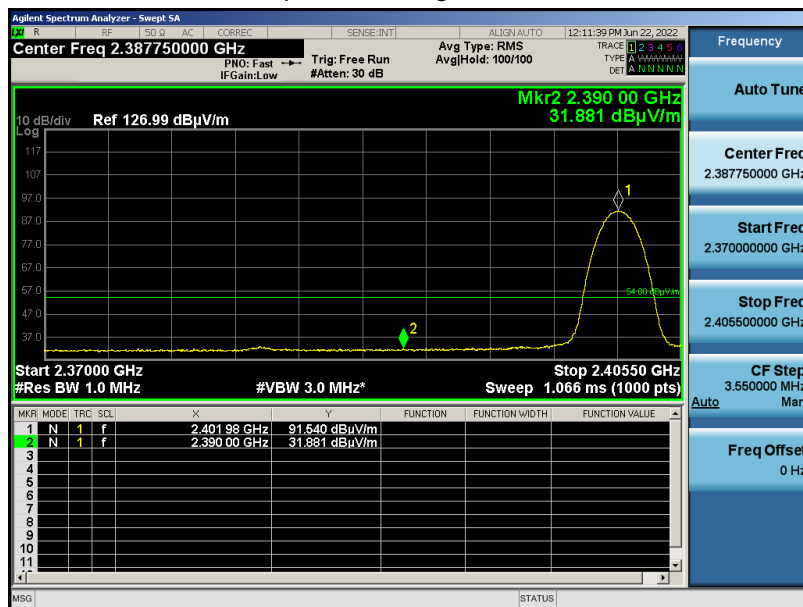 Agilent Spectrum Analyzer - Swept SA
LXI R RF 50 Ω AC CORREC SENSE:INT ALIGN AUTO 12:11:39 PM Jun 22, 2022
Center Freq 2.387750000 GHz
PNO: Fast
IFGain:Low
Trig: Free Run
#Atten: 30 dB
Avg Type: RMS
Avg|Hold: 100/100
TRACE 1 2 3 4 5 6
TYPE A WWWWW
DET A N N N N N
Mkr2 2.390 00 GHz
31.881 dBµV/m
10 dB/div Ref 126.99 dBµV/m
Log
117
107
97.0
87.0
77.0
67.0
57.0
47.0
37.0
1
54.00 dBµV/m
2
Start 2.37000 GHz Stop 2.40550 GHz
#Res BW 1.0 MHz #VBW 3.0 MHz* Sweep 1.066 ms (1000 pts)
MKR MODE TRC SCL X Y FUNCTION FUNCTION WIDTH FUNCTION VALUE
1 N 1 f 2.401 98 GHz 91.540 dBµV/m
2 N 1 f 2.390 00 GHz 31.881 dBµV/m
3
4
5
6
7
8
9
10
11
MSG STATUS
Frequency
Auto Tune
Center Freq
2.387750000 GHz
Start Freq
2.370000000 GHz
Stop Freq
2.405500000 GHz
CF Step
3.550000 MHz
Auto Man
Freq Offset
0 Hz